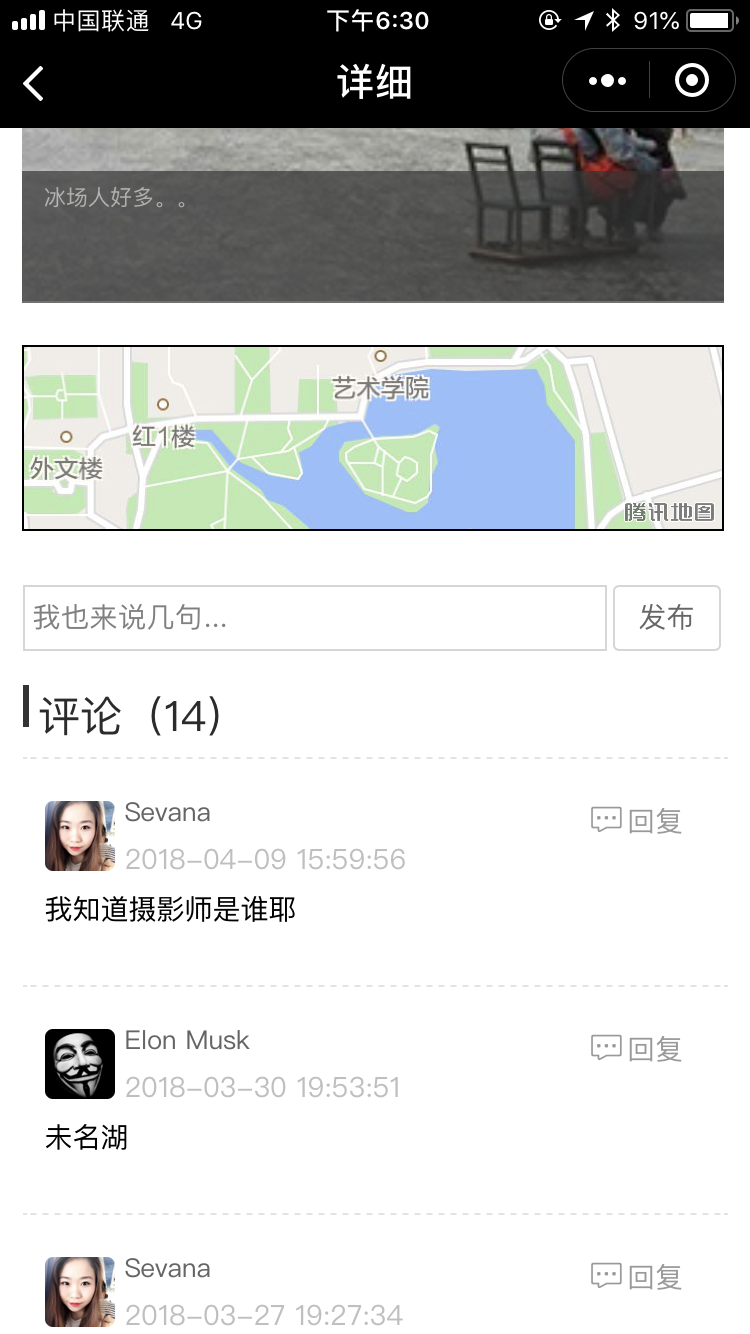 中国联通 4G 下午6:30 91%
详细
冰场人好多。。
艺术学院
红1楼
外文楼
腾讯地图
我也来说几句...
发布
评论（14）
Sevana
回复
2018-04-09 15:59:56
我知道摄影师是谁耶
Elon Musk
回复
2018-03-30 19:53:51
未名湖
Sevana
回复
2018-03-27 19:27:34